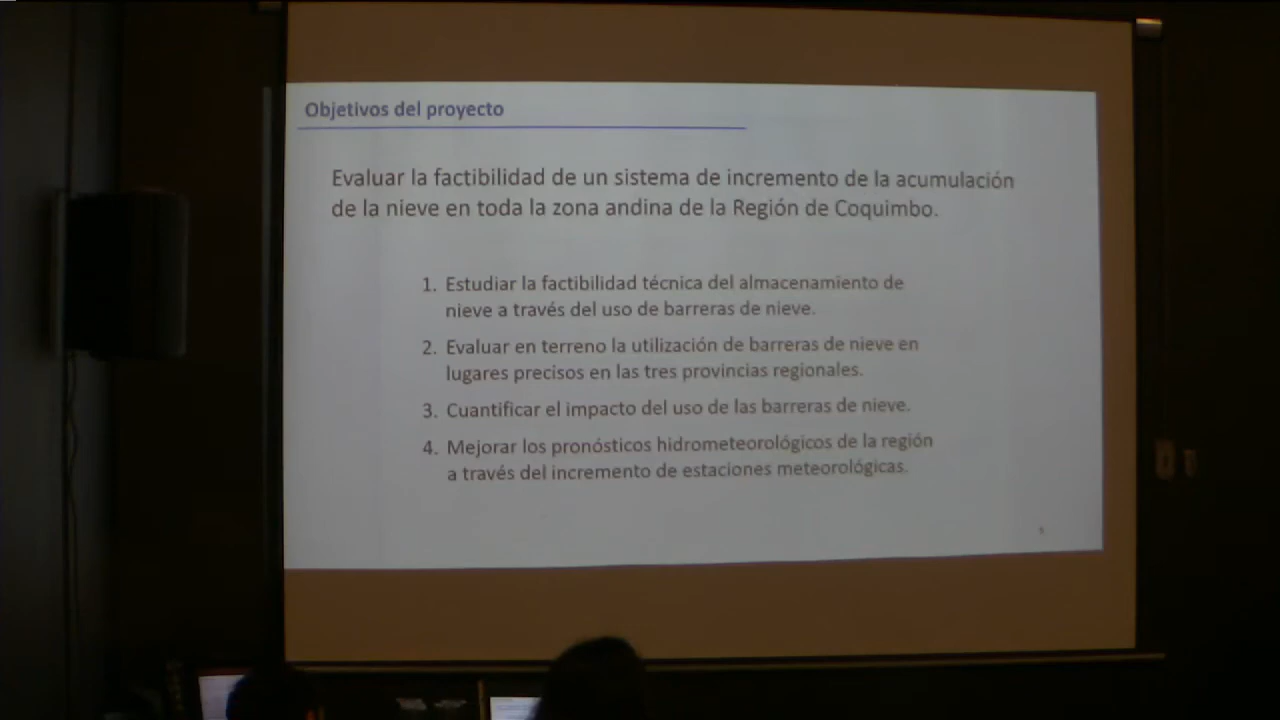 Objetivos del proyecto
Evaluar la factibilidad de un sistema de incremento de la acumulación
de la nieve en toda la zona andina de la Región de Coquimbo.
1. Estudiar la factibilidad técnica del almacenamiento de
nieve a través del uso de barreras de nieve.
2. Evaluar en terreno la utilización de barreras de nieve en
lugares precisos en las tres provincias regionales.
3. Cuantificar el impacto del uso de las barreras de nieve.
4. Mejorar los pronósticos hidrometeorológicos de la región
a través del incremento de estaciones meteorológicas.